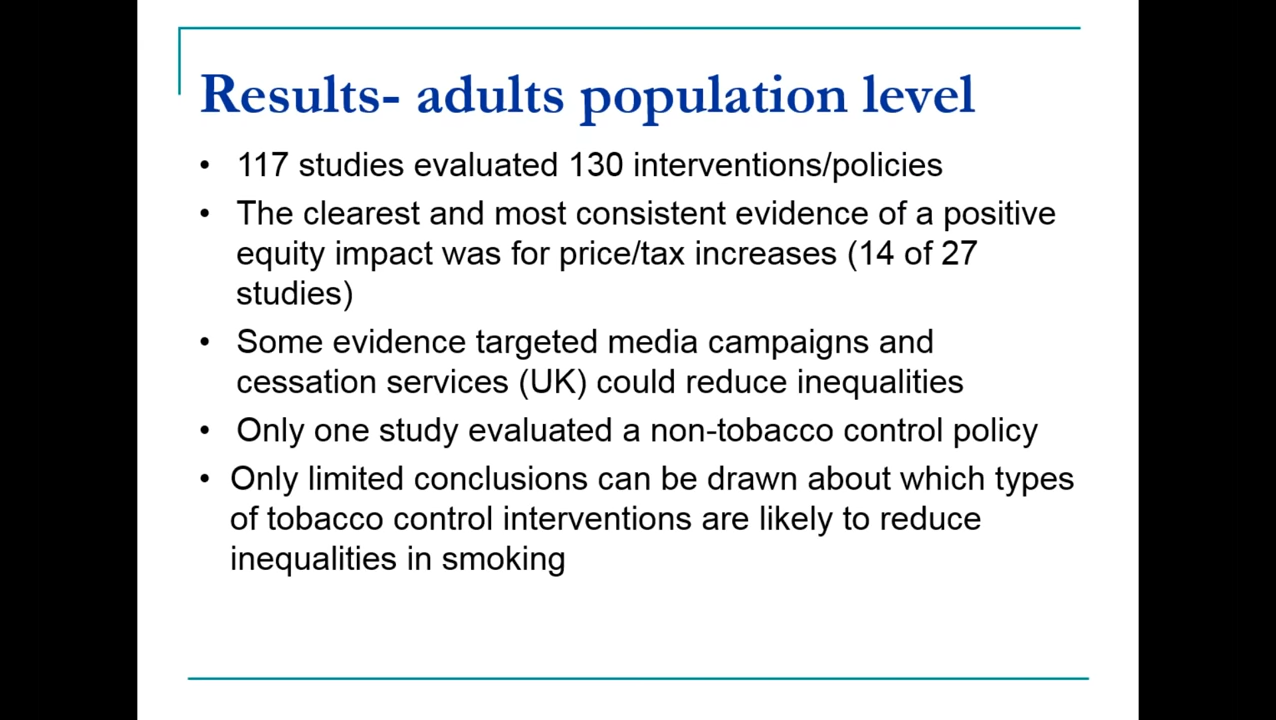 Results- adults population level
• 117 studies evaluated 130 interventions/policies
• The clearest and most consistent evidence of a positive
equity impact was for price/tax increases (14 of 27
studies)
• Some evidence targeted media campaigns and
cessation services (UK) could reduce inequalities
• Only one study evaluated a non-tobacco control policy
• Only limited conclusions can be drawn about which types
of tobacco control interventions are likely to reduce
inequalities in smoking